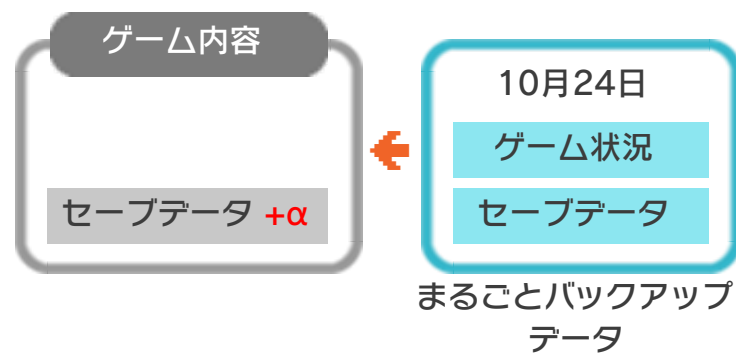 ゲーム内容
セーブデータ +α
10月24日
ゲーム状況
セーブデータ
まるごとバックアップ
データ